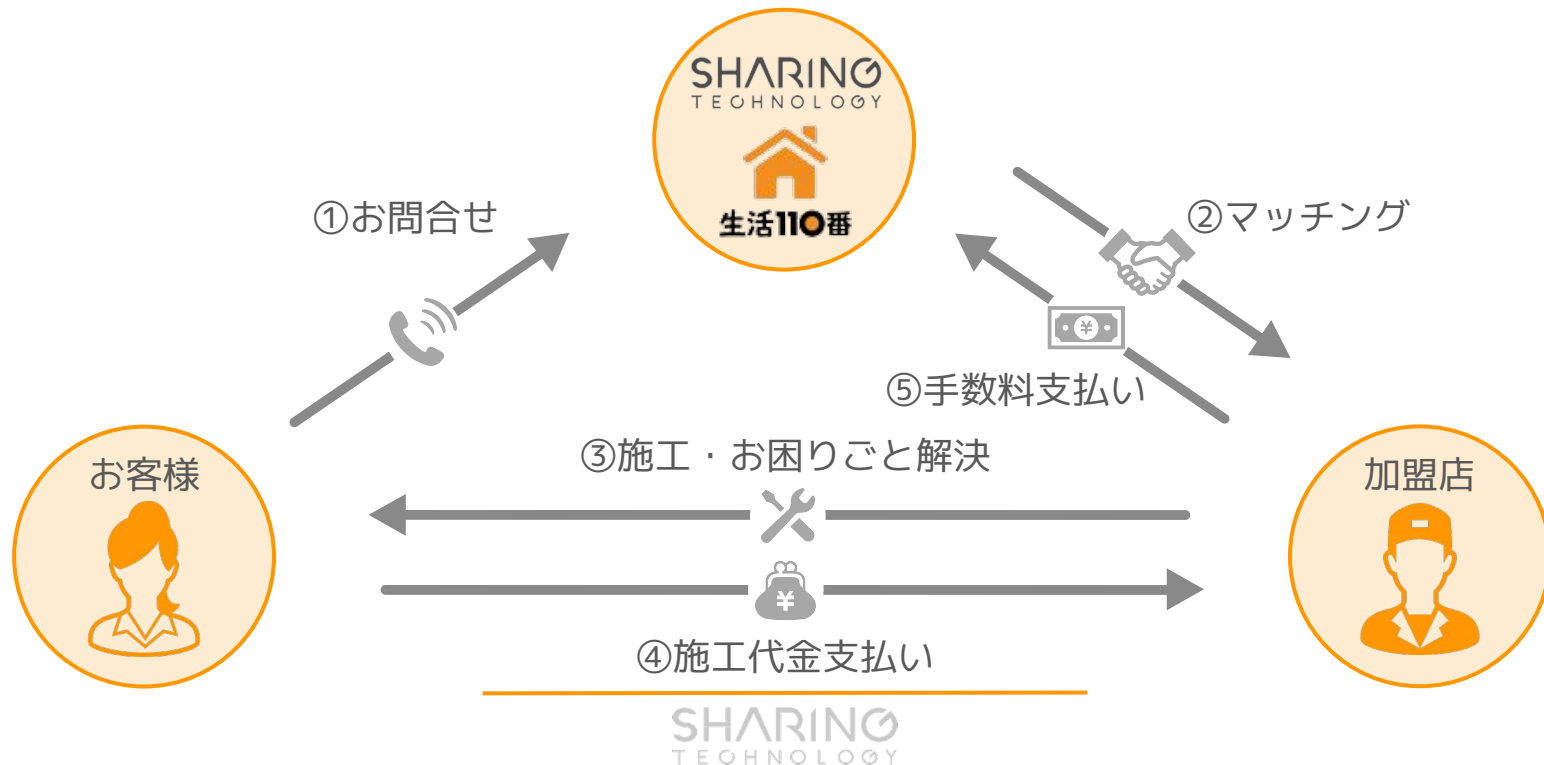 SHARING
TECHNOLOGY
生活110番
①お問合せ
②マッチング
¥
⑤手数料支払い
③施工・お困りごと解決
お客様
加盟店
¥
④施工代金支払い
SHARING
TECHNOLOGY